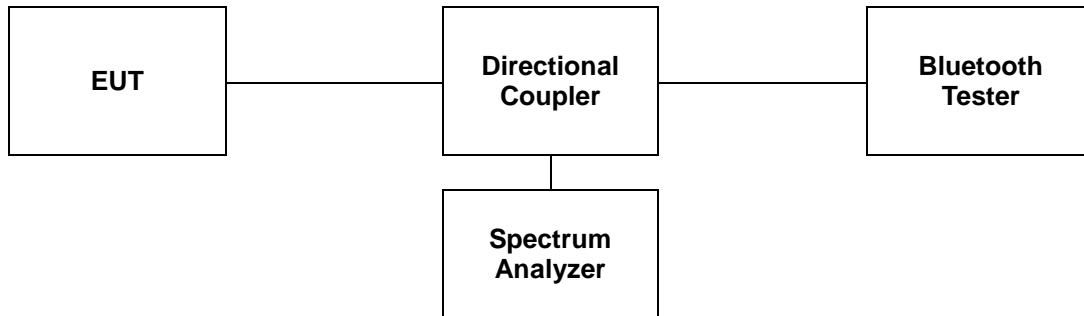 EUT
Directional
Coupler
Bluetooth
Tester
Spectrum
Analyzer